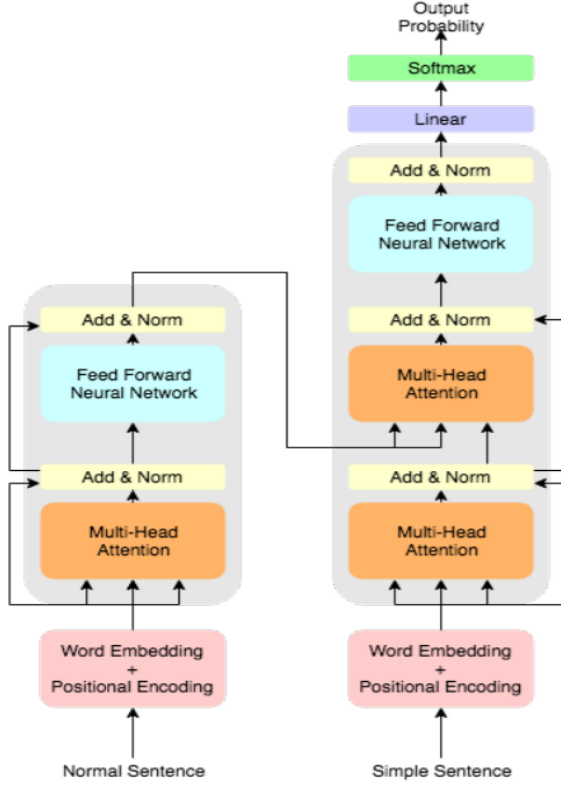 Output
Probability
Softmax
Linear
Add & Norm
Feed Forward
Neural Network
Add & Norm
Multi-Head
Attention
Add & Norm
Multi-Head
Attention
Word Embedding
+
Positional Encoding
Simple Sentence
Add & Norm
Feed Forward
Neural Network
Add & Norm
Multi-Head
Attention
Word Embedding
+
Positional Encoding
Normal Sentence